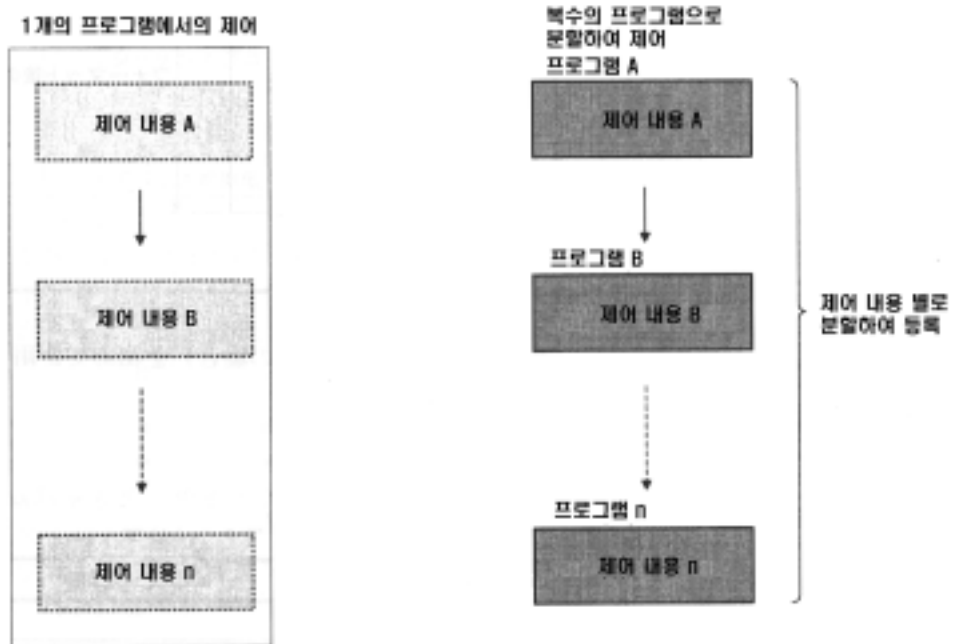 1개의 프로그램에서의 제어
제어 내용 A
제어 내용 B
제어 내용 n
복수의 프로그램으로
분할하여 제어
프로그램 A
제어 내용 A
프로그램 B
제어 내용 B
프로그램 n
제어 내용 n
제어 내용 별로
분할하여 등록